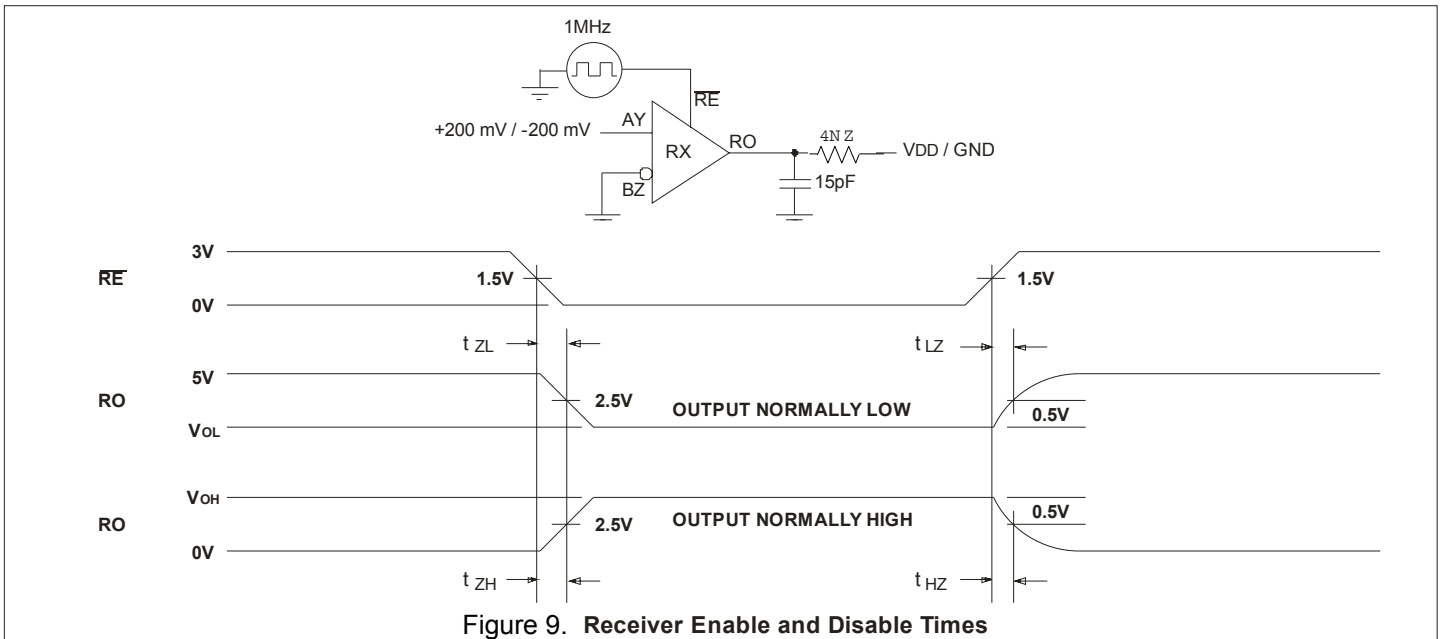 1MHz
RE
+200 mV / -200 mV
AY
RX
RO
4N Z
VDD / GND
BZ
15pF
3V
RE
1.5V
1.5V
0V
t ZL
t LZ
5V
RO
2.5V
OUTPUT NORMALLY LOW
0.5V
VOL
VOH
RO
2.5V
OUTPUT NORMALLY HIGH
0.5V
0V
t ZH
t HZ
Figure 9. Receiver Enable and Disable Times